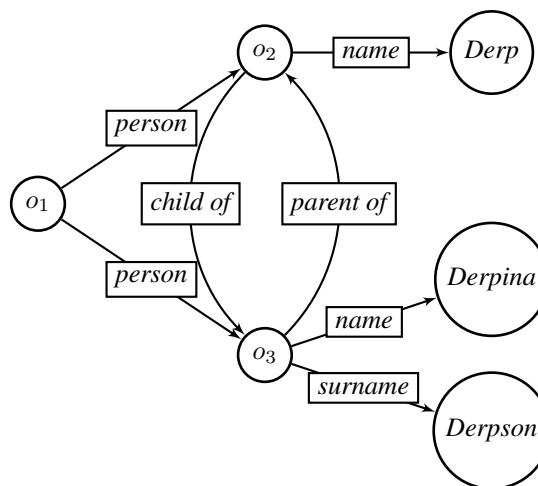 o₂
name
Derp
person
o₁
child of
parent of
person
Derpina
name
o₃
surname
Derpson